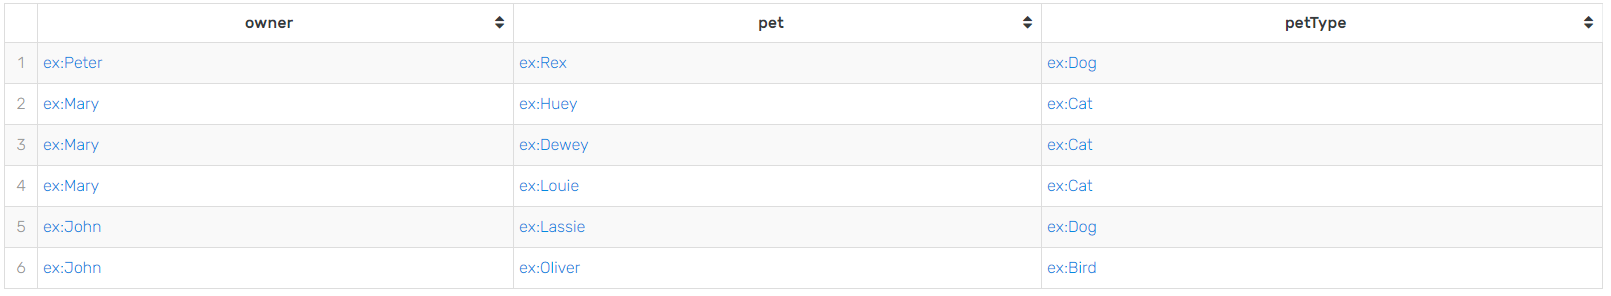 owner pet petType
1 ex:Peter ex:Rex ex:Dog
2 ex:Mary ex:Huey ex:Cat
3 ex:Mary ex:Dewey ex:Cat
4 ex:Mary ex:Louie ex:Cat
5 ex:John ex:Lassie ex:Dog
6 ex:John ex:Oliver ex:Bird